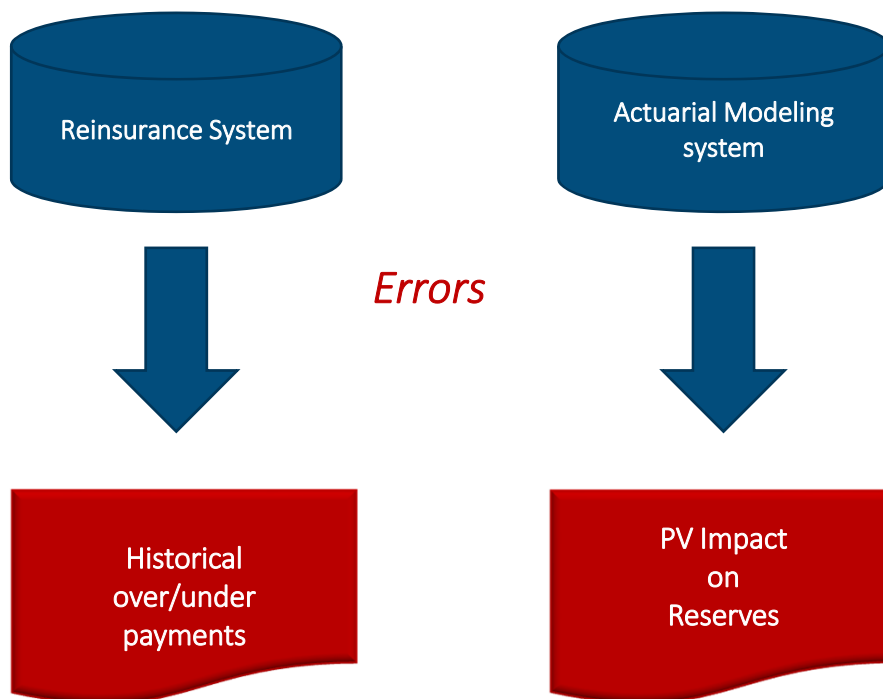 Reinsurance System
Actuarial Modeling
system
Errors
Historical
over/under
payments
PV Impact
on
Reserves